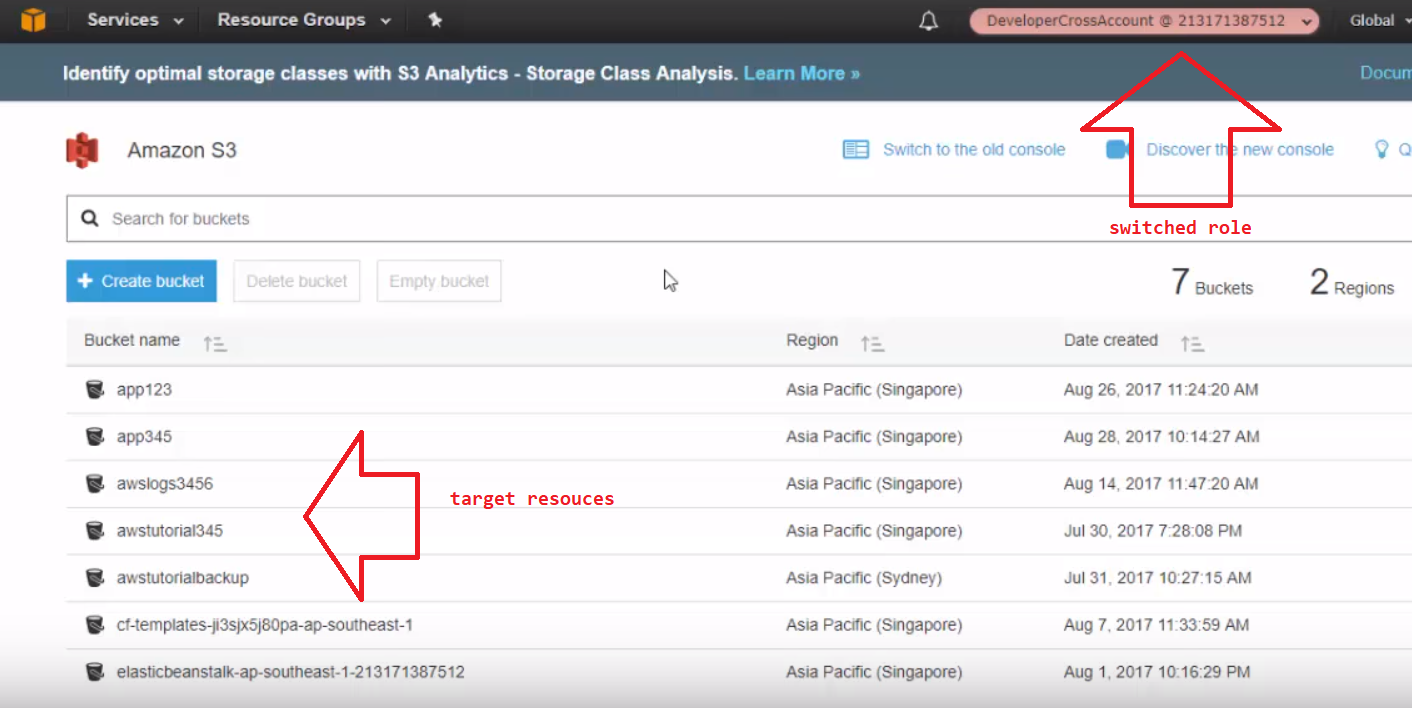 Services Resource Groups DeveloperCrossAccount @ 213171387512 Global
Identify optimal storage classes with S3 Analytics - Storage Class Analysis. Learn More » Docum
Amazon S3 Switch to the old console Discover the new console Q
switched role
Search for buckets
+ Create bucket Delete bucket Empty bucket 7 Buckets 2 Regions
Bucket name Region Date created
app123 Asia Pacific (Singapore) Aug 26, 2017 11:24:20 AM
app345 Asia Pacific (Singapore) Aug 28, 2017 10:14:27 AM
awslogs3456 Asia Pacific (Singapore) Aug 14, 2017 11:47:20 AM
target resouces
awstutorial345 Asia Pacific (Singapore) Jul 30, 2017 7:28:08 PM
awstutorialbackup Asia Pacific (Sydney) Jul 31, 2017 10:27:15 AM
cf-templates-ji3sjx5j80pa-ap-southeast-1 Asia Pacific (Singapore) Aug 7, 2017 11:33:59 AM
elasticbeanstalk-ap-southeast-1-213171387512 Asia Pacific (Singapore) Aug 1, 2017 10:16:29 PM